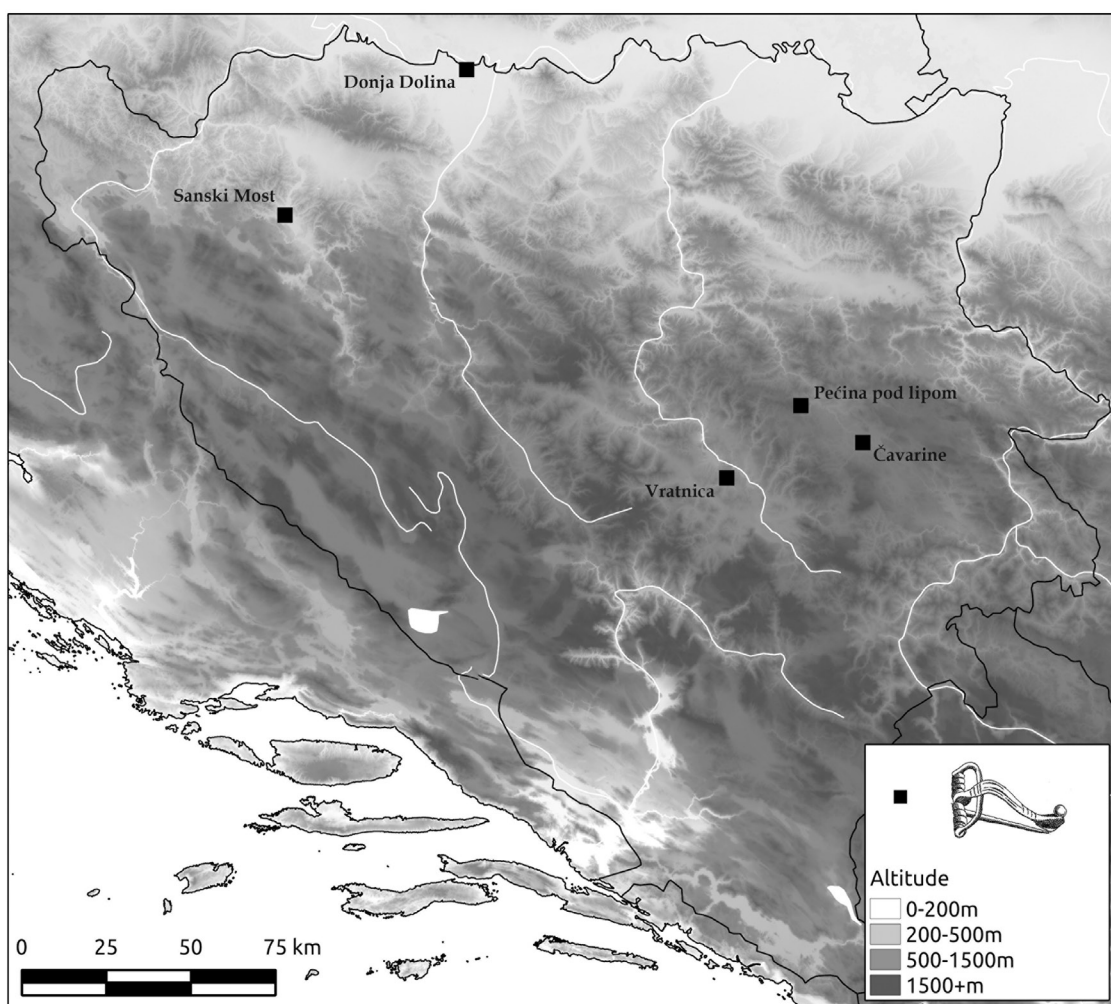 Donja Dolina
Sanski Most
Pećina pod lipom
Čavarine
Vratnica
Altitude
0-200m
200-500m
500-1500m
1500+m
0 25 50 75 km